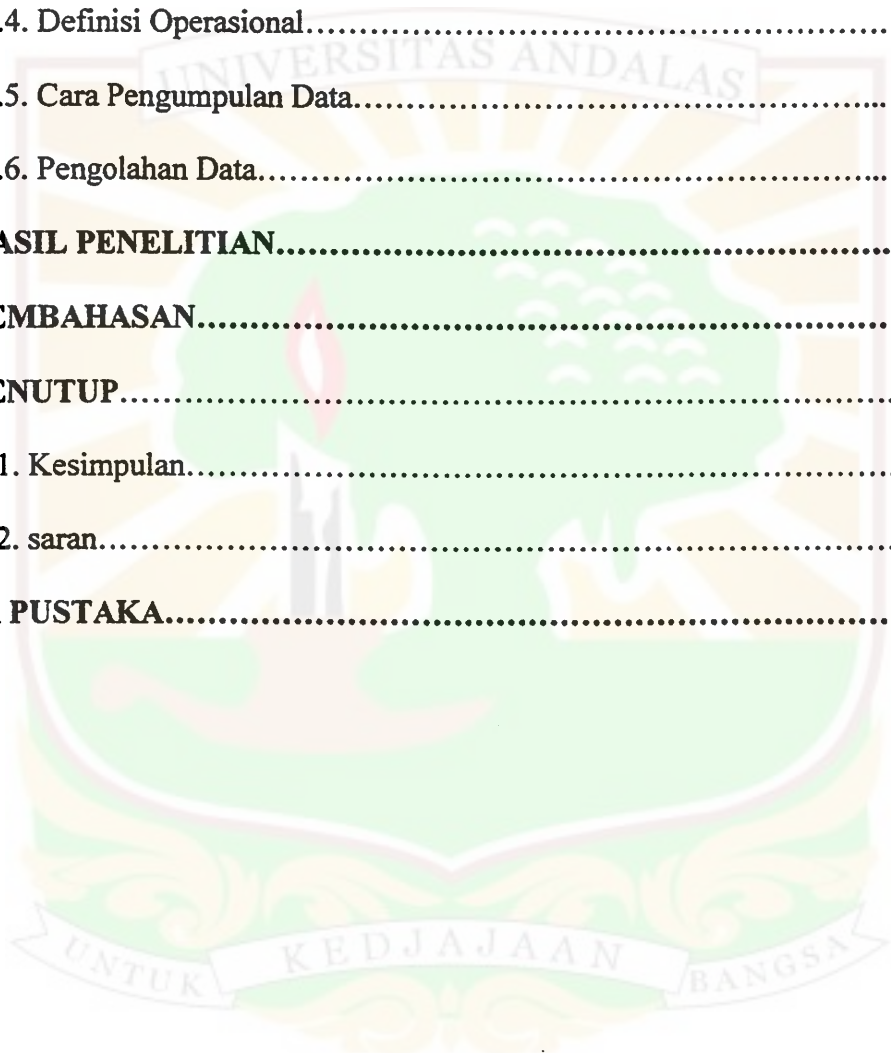 UNIVERSITAS ANDALAS
.4. Definisi Operasional........................................................
.5. Cara Pengumpulan Data..................................................
.6. Pengolahan Data............................................................
ASIL PENELITIAN............................................................
EMBAHASAN....................................................................
ENUTUP...........................................................................
1. Kesimpulan...................................................................
2. saran.............................................................................
PUSTAKA.........................................................................
UNTUK KEDJAJAAN BANGSA